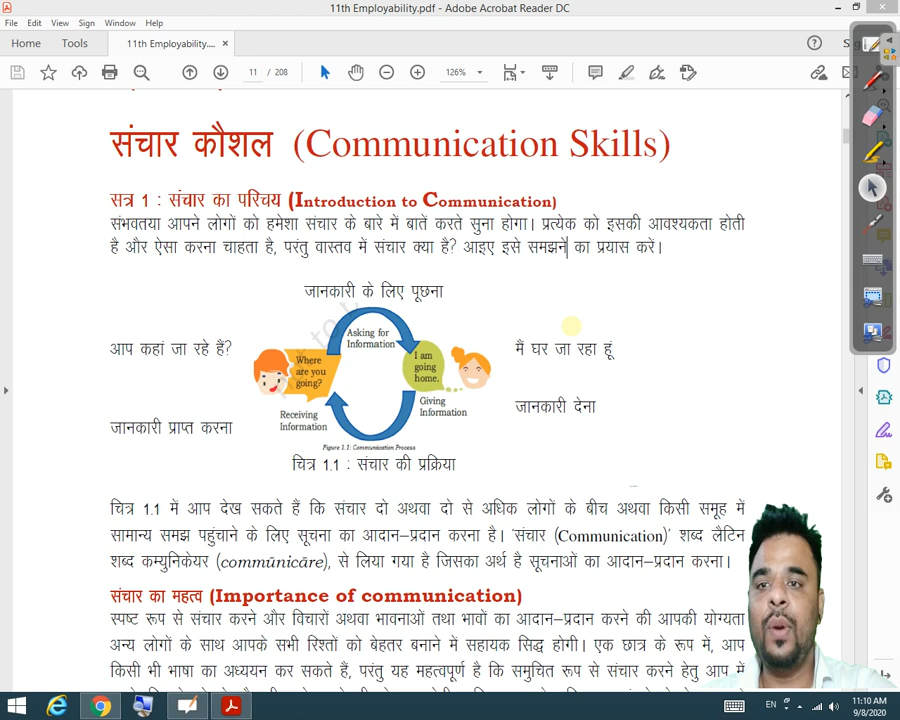 11th Employability.pdf - Adobe Acrobat Reader DC
File Edit View Sign Window Help
Home Tools 11th Employability.... ×
11 / 208 126%
संचार कौशल (Communication Skills)
सत्र 1 : संचार का परिचय (Introduction to Communication)
संभवतया आपने लोगों को हमेशा संचार के बारे में बातें करते सुना होगा। प्रत्येक को इसकी आवश्यकता होती
है और ऐसा करना चाहता है, परंतु वास्तव में संचार क्या है? आइए इसे समझने का प्रयास करें।
जानकारी के लिए पूछना
Asking for
Information
आप कहां जा रहे हैं?
Where
are you
going?
I am
going
home.
मैं घर जा रहा हूं
Giving
Information
जानकारी देना
Receiving
Information
जानकारी प्राप्त करना
Figure 1.1: Communication Process
चित्र 1.1 : संचार की प्रक्रिया
चित्र 1.1 में आप देख सकते हैं कि संचार दो अथवा दो से अधिक लोगों के बीच अथवा किसी समूह में
सामान्य समझ पहुंचाने के लिए सूचना का आदान-प्रदान करना है। 'संचार (Communication)' शब्द लैटिन
शब्द कम्युनिकेयर (commūnicāre), से लिया गया है जिसका अर्थ है सूचनाओं का आदान-प्रदान करना।
संचार का महत्व (Importance of communication)
स्पष्ट रूप से संचार करने और विचारों अथवा भावनाओं तथा भावों का आदान-प्रदान करने की आपकी योग्यता
अन्य लोगों के साथ आपके सभी रिश्तों को बेहतर बनाने में सहायक सिद्ध होगी। एक छात्र के रूप में, आप
किसी भी भाषा का अध्ययन कर सकते हैं, परंतु यह महत्वपूर्ण है कि समुचित रूप से संचार करने हेतु आप में
EN 11:10 AM
9/8/2020